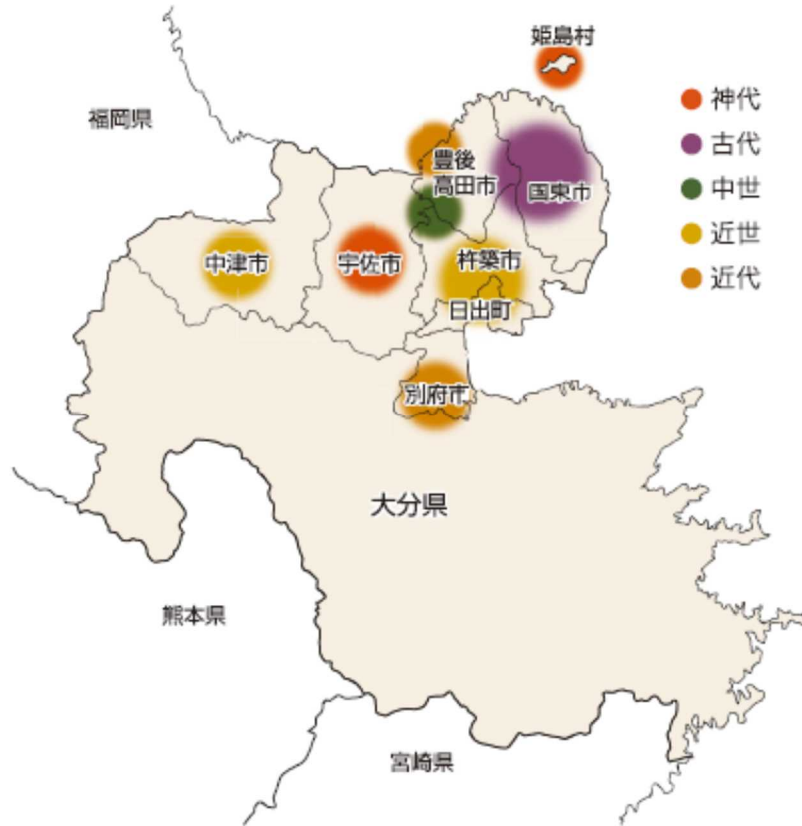 姫島村
神代
福岡県
古代
豊後
高田市
国東市
中世
近世
中津市
宇佐市
杵築市
近代
日出町
別府市
大分県
熊本県
宮崎県